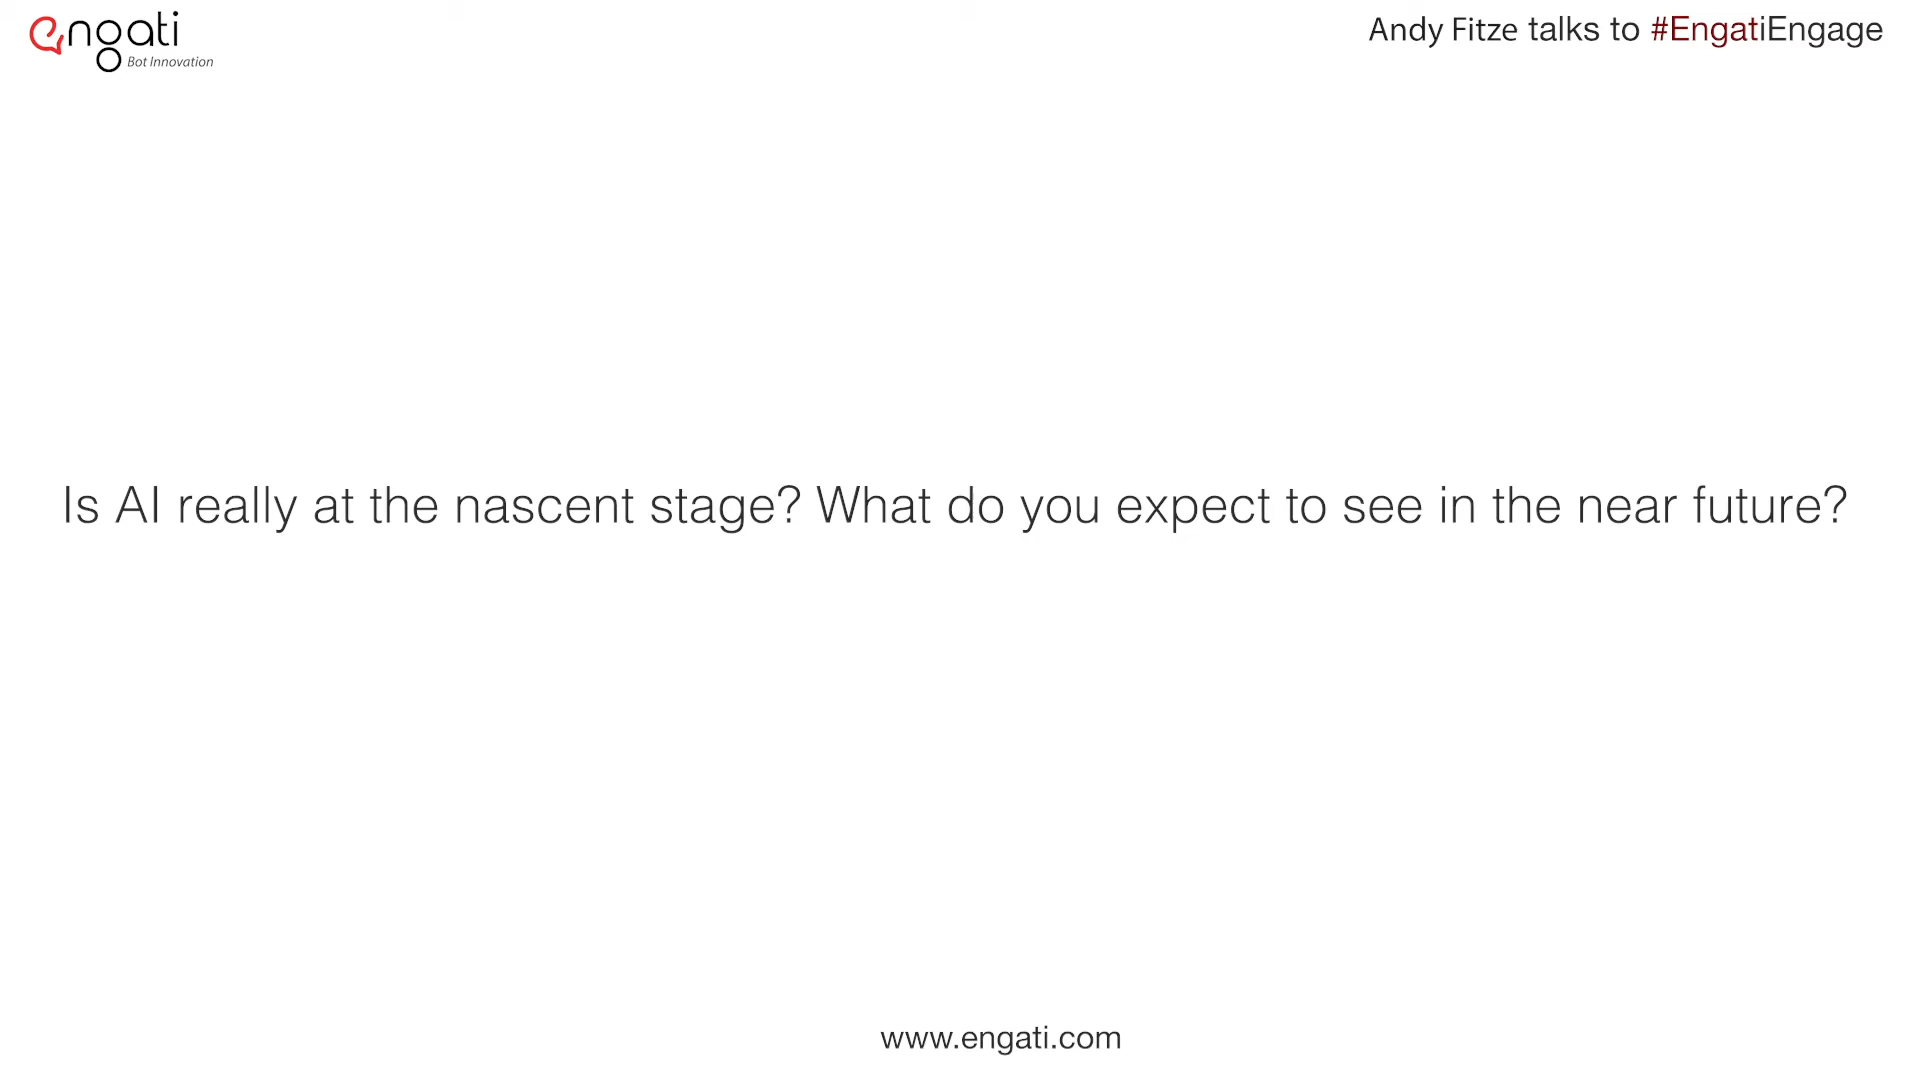 engati
Bot Innovation
Andy Fitze talks to #EngatiEngage
Is AI really at the nascent stage? What do you expect to see in the near future?
www.engati.com